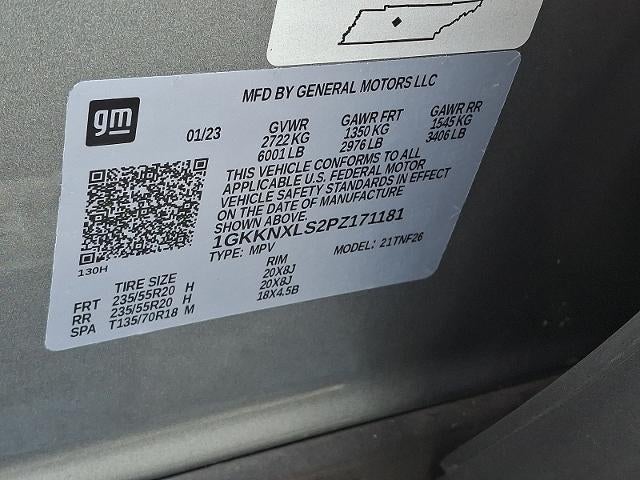 gm
MFD BY GENERAL MOTORS LLC
01/23
GVWR GAWR FRT GAWR RR
2722 KG 1350 KG 1545 KG
6001 LB 2976 LB 3406 LB
THIS VEHICLE CONFORMS TO ALL
APPLICABLE U.S. FEDERAL MOTOR
VEHICLE SAFETY STANDARDS IN EFFECT
ON THE DATE OF MANUFACTURE
SHOWN ABOVE.
1GKKNXLS2PZ171181
TYPE: MPV MODEL: 21TNF26
130H
TIRE SIZE RIM
FRT 235/55R20 H 20X8J
RR 235/55R20 H 20X8J
SPA T135/70R18 M 18X4.5B